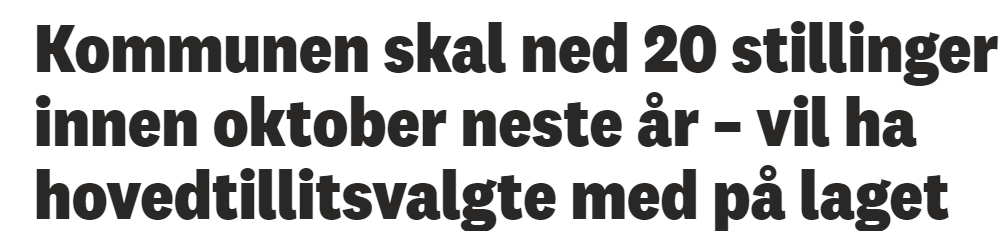 Kommunen skal ned 20 stillinger
innen oktober neste år – vil ha
hovedtillitsvalgte med på laget